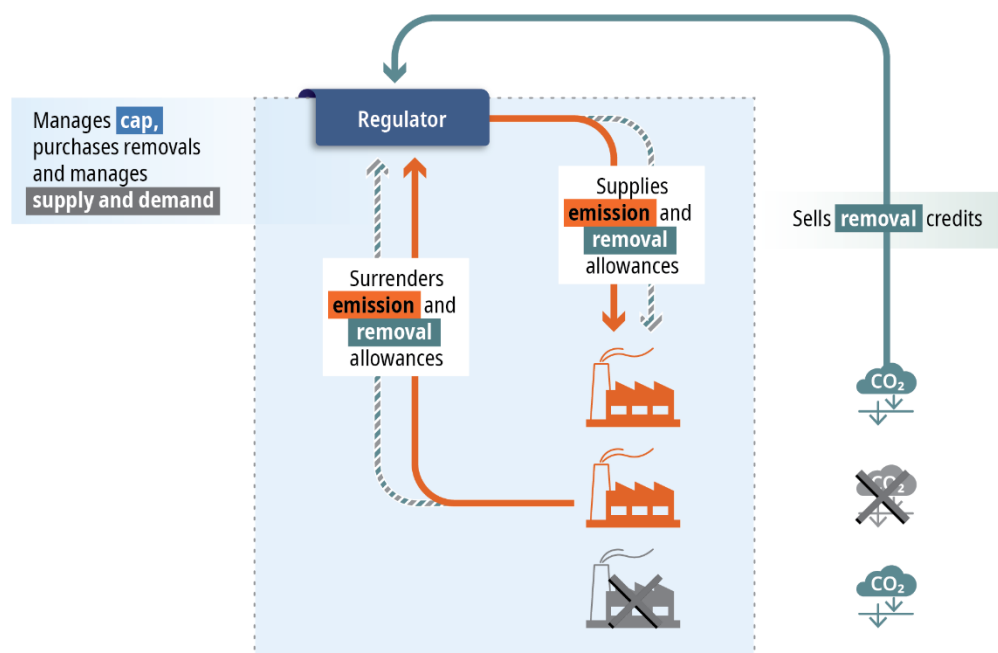 Regulator
Manages cap,
purchases removals
and manages
supply and demand
Supplies
emission and
removal
allowances
Sells removal credits
Surrenders
emission and
removal
allowances
CO₂
CO₂
CO₂